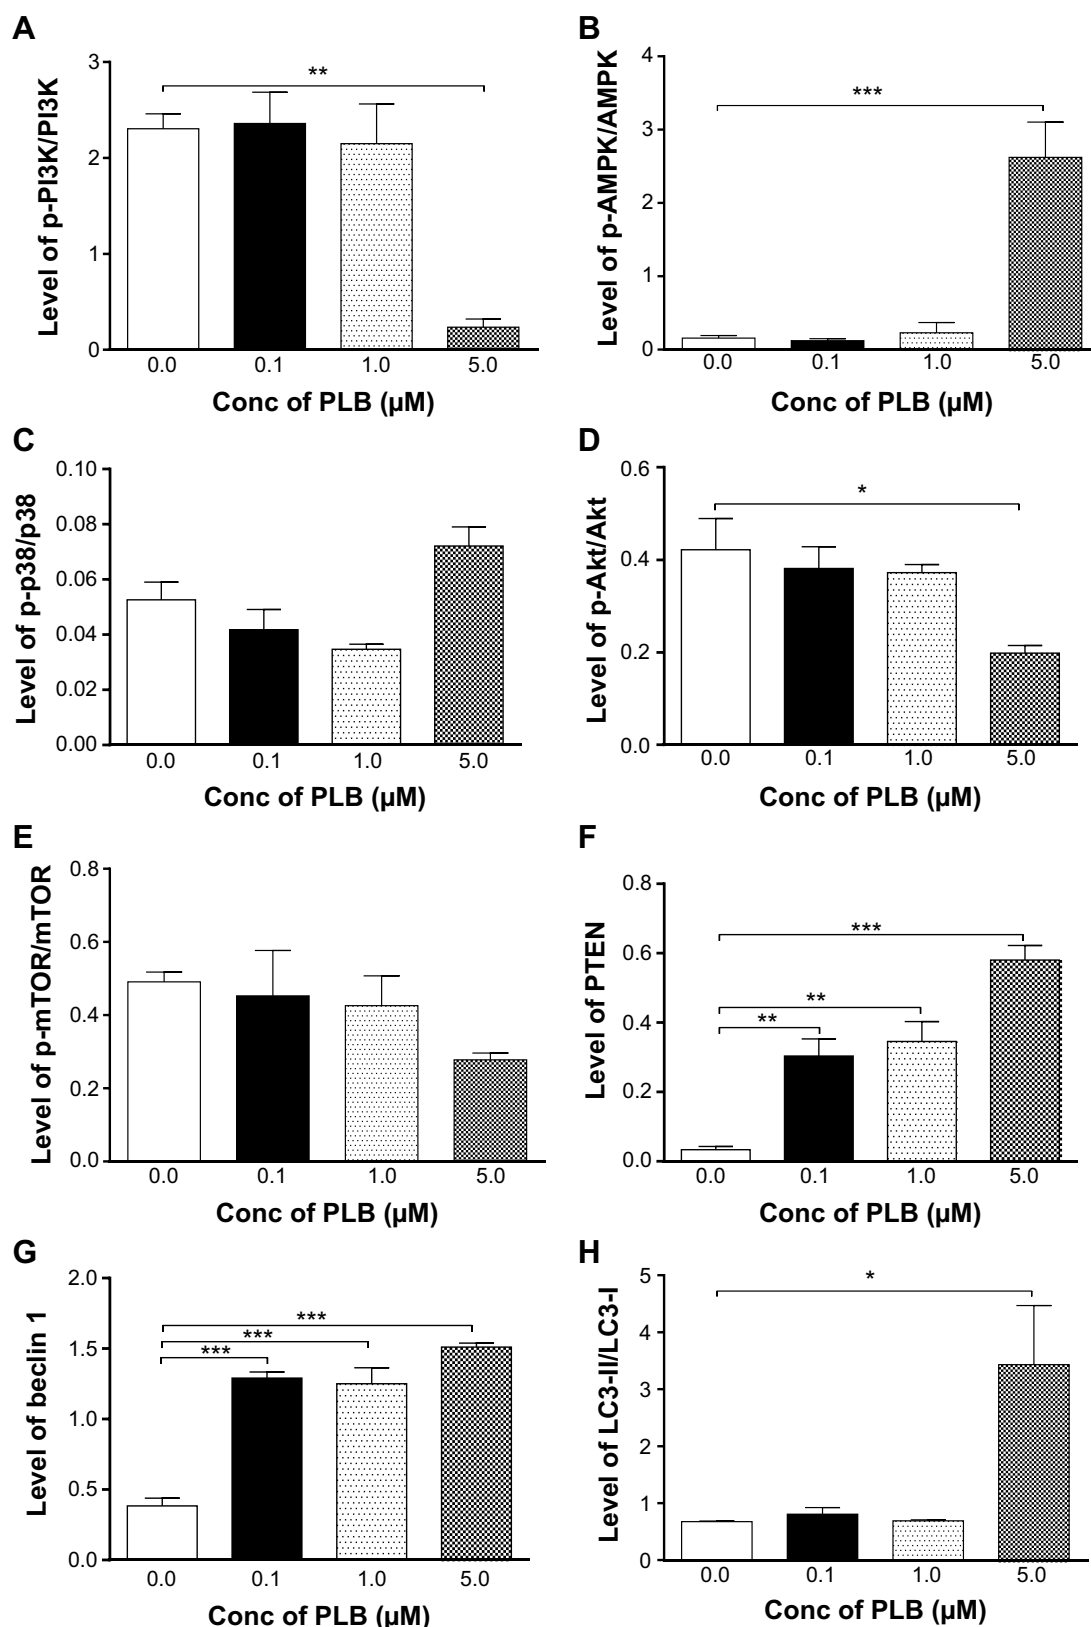 A
Level of p-PI3K/PI3K
3
2
1
0
**
0.0 0.1 1.0 5.0
Conc of PLB (µM)
B
Level of p-AMPK/AMPK
4
3
2
1
0
***
0.0 0.1 1.0 5.0
Conc of PLB (µM)
C
Level of p-p38/p38
0.10
0.08
0.06
0.04
0.02
0.00
0.0 0.1 1.0 5.0
Conc of PLB (µM)
D
Level of p-Akt/Akt
0.6
0.4
0.2
0.0
*
0.0 0.1 1.0 5.0
Conc of PLB (µM)
E
Level of p-mTOR/mTOR
0.8
0.6
0.4
0.2
0.0
0.0 0.1 1.0 5.0
Conc of PLB (µM)
F
Level of PTEN
0.8
0.6
0.4
0.2
0.0
***
**
**
0.0 0.1 1.0 5.0
Conc of PLB (µM)
G
Level of beclin 1
2.0
1.5
1.0
0.5
0.0
***
***
***
0.0 0.1 1.0 5.0
Conc of PLB (µM)
H
Level of LC3-II/LC3-I
5
4
3
2
1
0
*
0.0 0.1 1.0 5.0
Conc of PLB (µM)